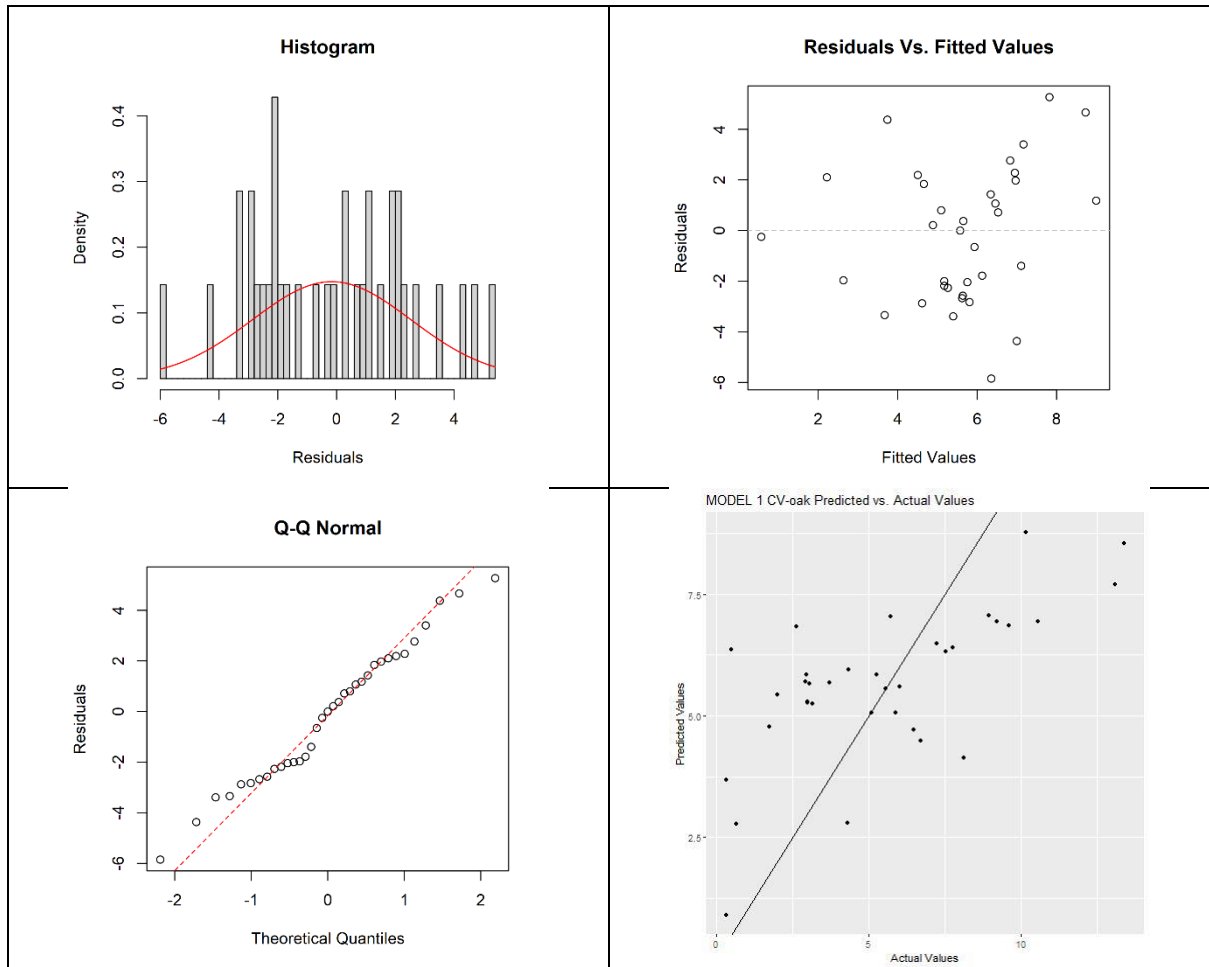 Histogram
0.4
0.3
0.2
0.1
0.0
Density
-6 -4 -2 0 2 4
Residuals
Residuals Vs. Fitted Values
4
2
0
-2
-4
-6
Residuals
2 4 6 8
Fitted Values
Q-Q Normal
4
2
0
-2
-4
-6
Residuals
-2 -1 0 1 2
Theoretical Quantiles
MODEL 1 CV-oak Predicted vs. Actual Values
7.5
5.0
2.5
Predicted Values
0 5 10
Actual Values